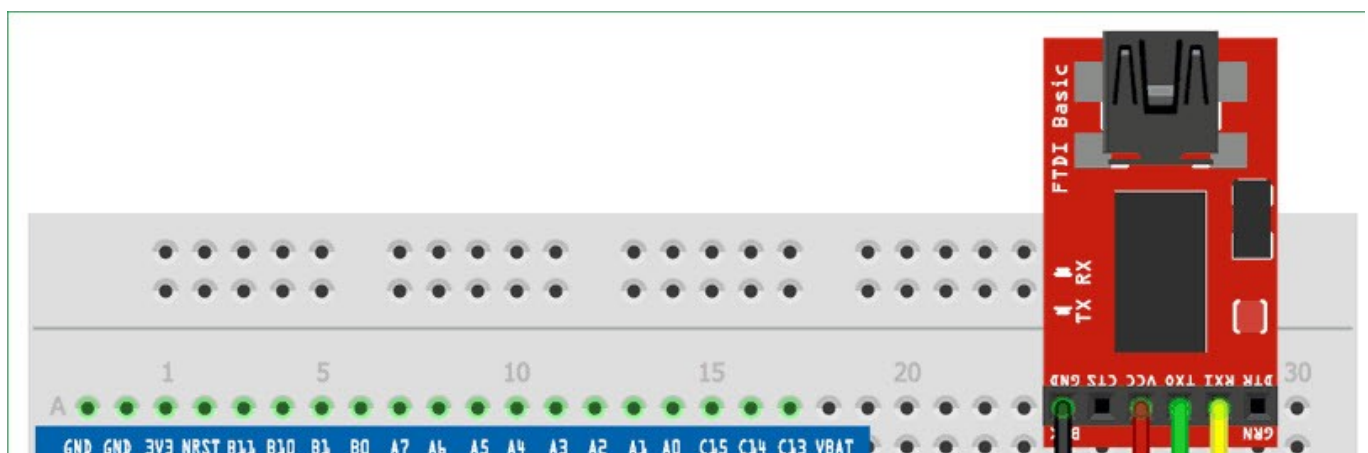 FTDI Basic
TX RX
1 5 10 15 20 30
GND CTS VCC TXO RXI DTR
A
GRN
GND GND 3V3 NRST B11 B10 B1 B0 A7 A6 A5 A4 A3 A2 A1 A0 C15 C14 C13 VBAT